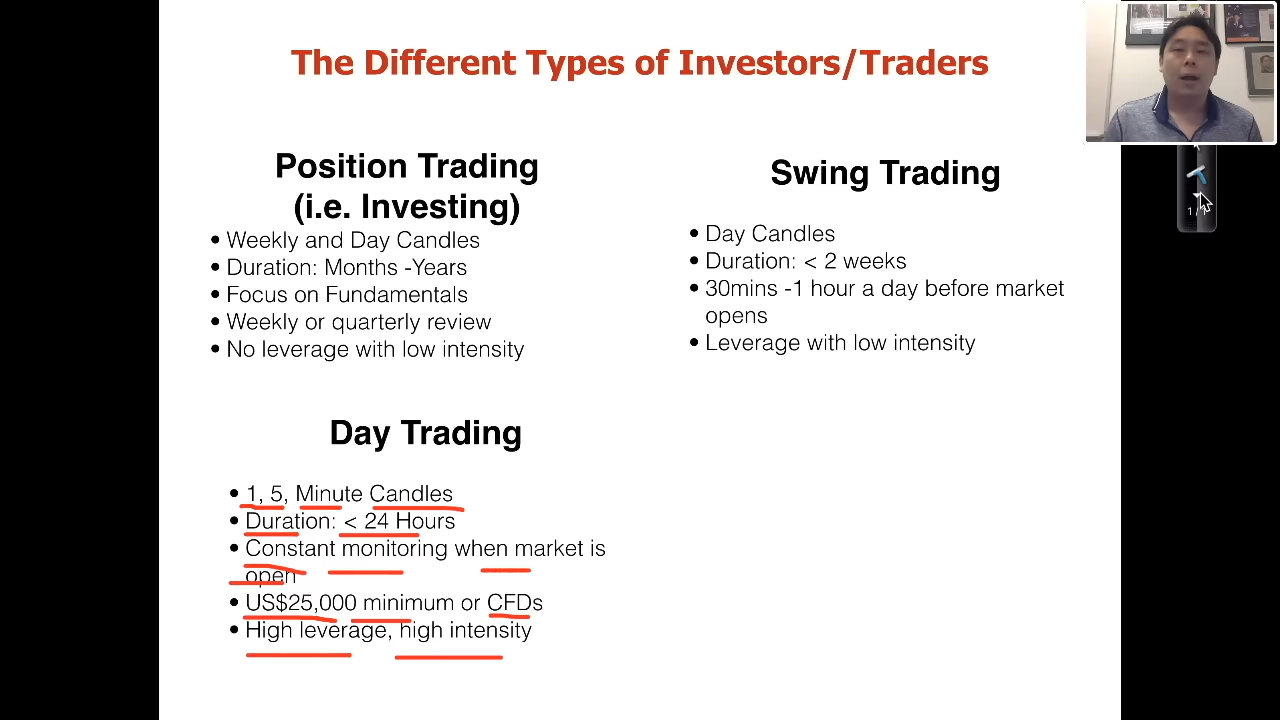 The Different Types of Investors/Traders
Position Trading
(i.e. Investing)
• Weekly and Day Candles
• Duration: Months -Years
• Focus on Fundamentals
• Weekly or quarterly review
• No leverage with low intensity
Swing Trading
• Day Candles
• Duration: < 2 weeks
• 30mins -1 hour a day before market
opens
• Leverage with low intensity
Day Trading
• 1, 5, Minute Candles
• Duration: < 24 Hours
• Constant monitoring when market is
open
• US$25,000 minimum or CFDs
• High leverage, high intensity